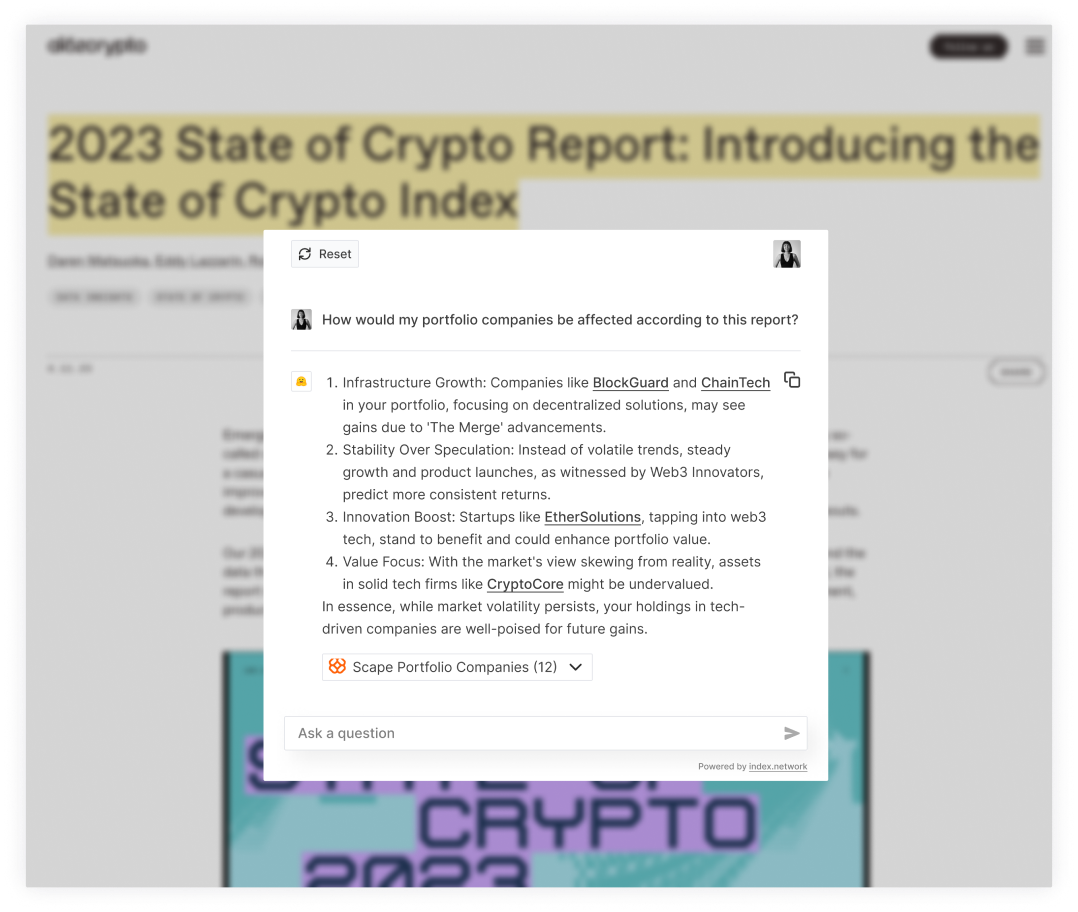 a16zcrypto
2023 State of Crypto Report: Introducing the
State of Crypto Index
Reset
How would my portfolio companies be affected according to this report?
1. Infrastructure Growth: Companies like BlockGuard and ChainTech
in your portfolio, focusing on decentralized solutions, may see
gains due to 'The Merge' advancements.
2. Stability Over Speculation: Instead of volatile trends, steady
growth and product launches, as witnessed by Web3 Innovators,
predict more consistent returns.
3. Innovation Boost: Startups like EtherSolutions, tapping into web3
tech, stand to benefit and could enhance portfolio value.
4. Value Focus: With the market's view skewing from reality, assets
in solid tech firms like CryptoCore might be undervalued.
In essence, while market volatility persists, your holdings in tech-
driven companies are well-poised for future gains.
Scape Portfolio Companies (12)
Ask a question
Powered by index.network
STATE OF
CRYPTO
2023